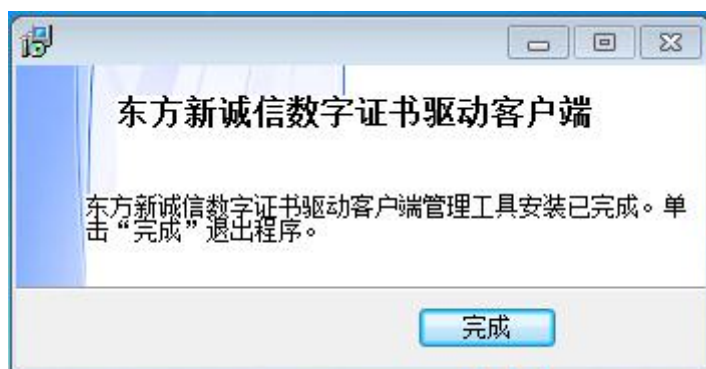 东方新诚信数字证书驱动客户端
东方新诚信数字证书驱动客户端管理工具安装已完成。单
击“完成”退出程序。
完成